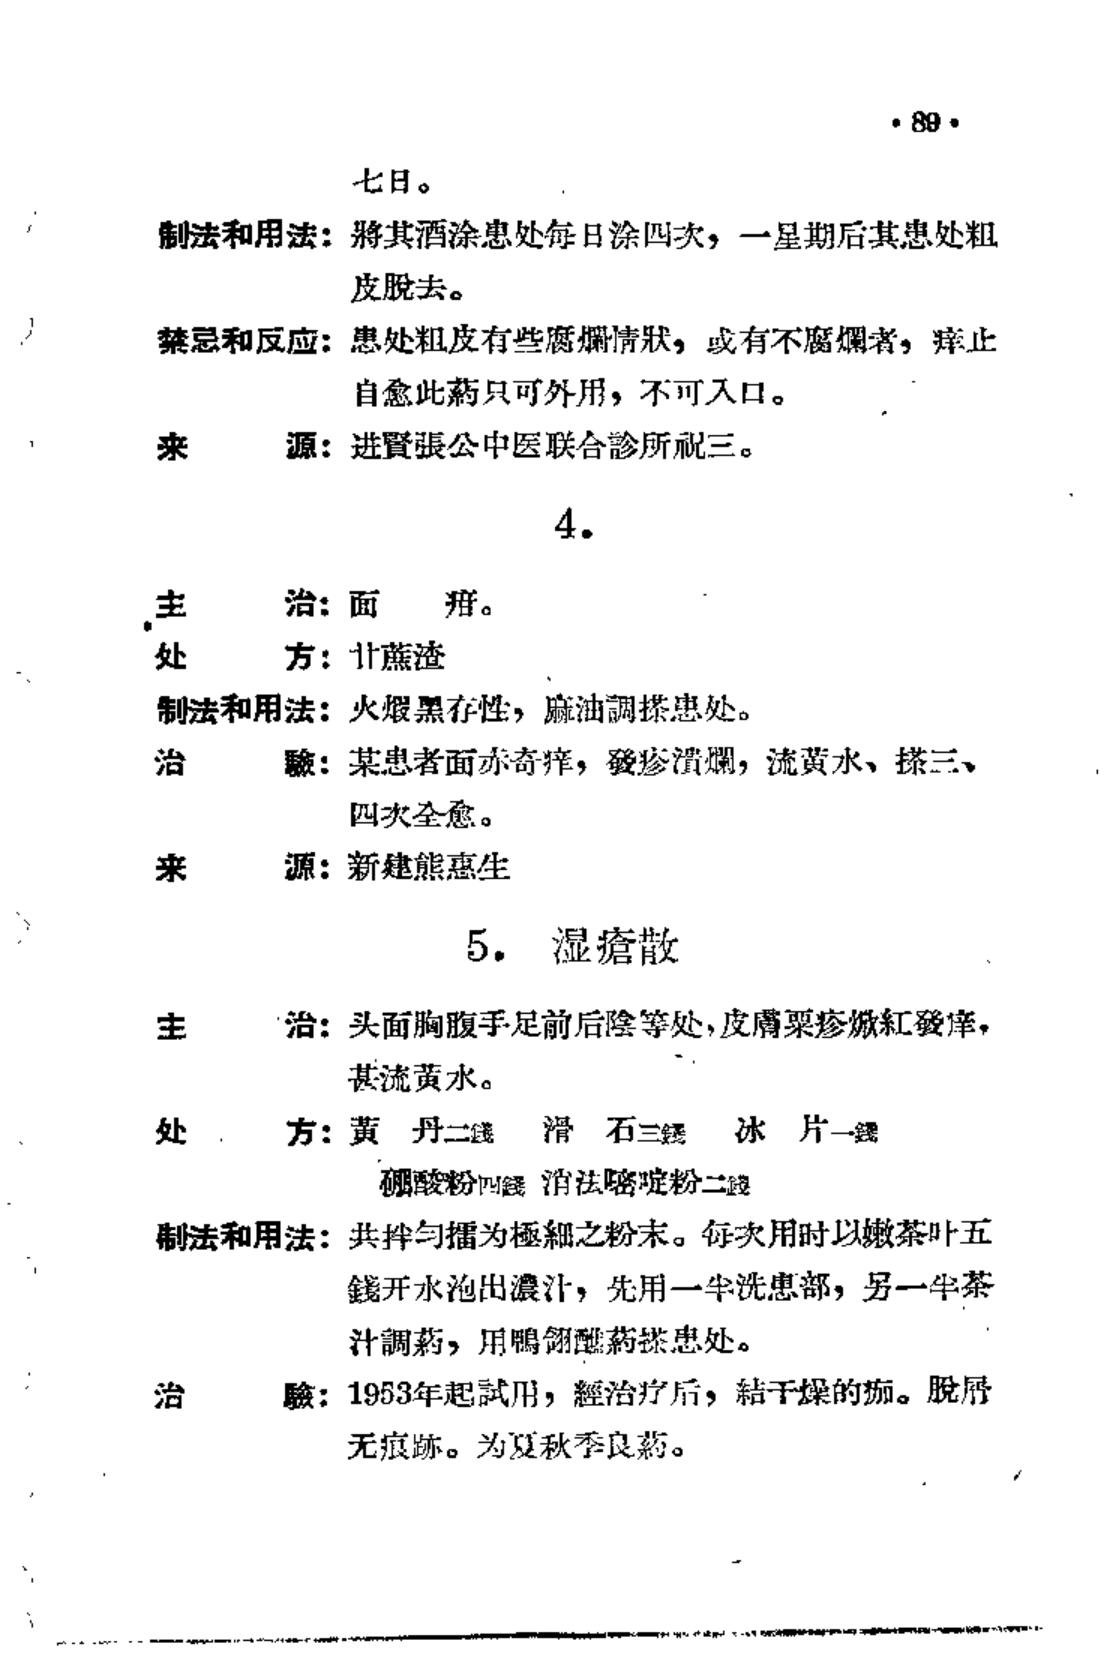 • 89 •
七日。
制法和用法：將其酒涂患处每日涂四次，一星期后其患处粗
皮脫去。
禁忌和反应：患处粗皮有些腐爛情狀，或有不腐爛者，痒止
自愈此葯只可外用，不可入口。
来　　源：进賢張公中医联合診所祝三。
4.
主　　治：面　疳。
处　　方：甘蔗渣
制法和用法：火煅黑存性，麻油調搽患处。
治　　驗：某患者面赤奇痒，發疹潰爛，流黃水、搽三、
四次全愈。
来　　源：新建熊惠生
5.　湿瘡散
主　　治：头面胸腹手足前后陰等处，皮膚粟疹焮紅發痒，
甚流黃水。
处　　方：黃　丹二錢　滑　石三錢　冰　片一錢
硼酸粉四錢 消法嘧啶粉二錢
制法和用法：共拌匀擂为極細之粉末。每次用时以嫩茶叶五
錢开水泡出濃汁，先用一半洗患部，另一半茶
汁調葯，用鴨翎醮葯搽患处。
治　　驗：1953年起試用，經治疗后，結干燥的痂。脫屑
无痕跡。为夏秋季良葯。